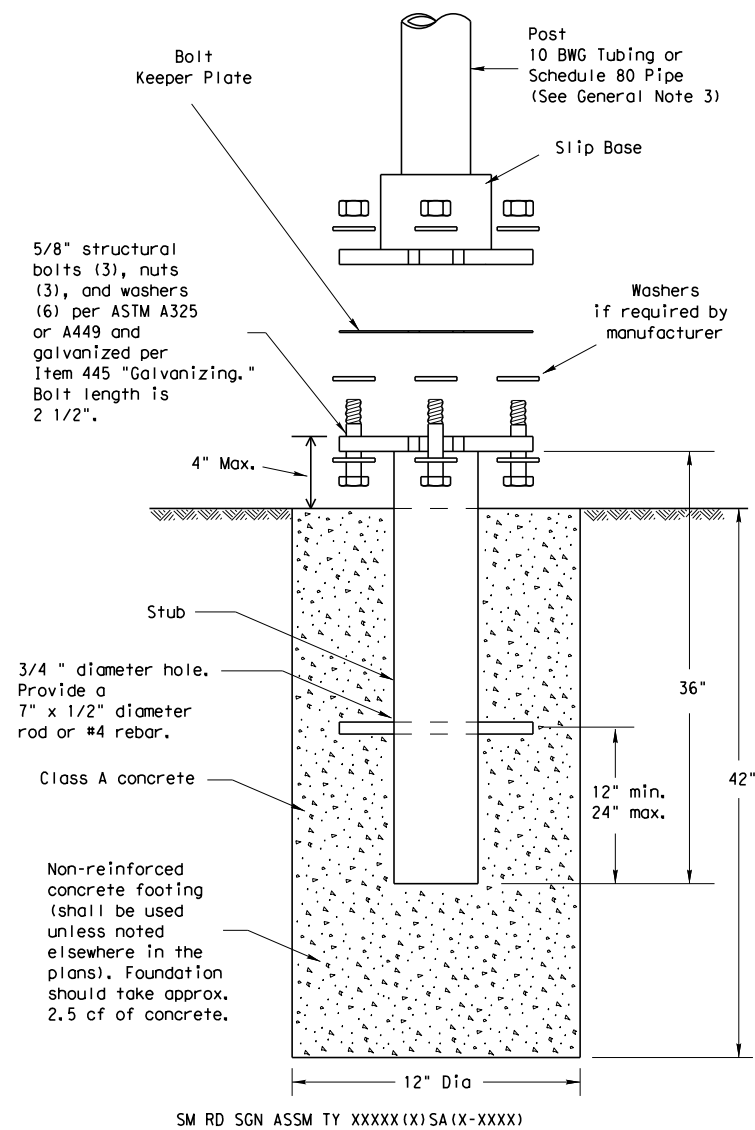 Bolt
Keeper Plate
Post
10 BWG Tubing or
Schedule 80 Pipe
(See General Note 3)
Slip Base
5/8" structural
bolts (3), nuts
(3), and washers
(6) per ASTM A325
or A449 and
galvanized per
Item 445 "Galvanizing."
Bolt length is
2 1/2".
Washers
if required by
manufacturer
4" Max.
Stub
3/4 " diameter hole.
Provide a
7" x 1/2" diameter
rod or #4 rebar.
36"
Class A concrete
12" min.
24" max.
42"
Non-reinforced
concrete footing
(shall be used
unless noted
elsewhere in the
plans). Foundation
should take approx.
2.5 cf of concrete.
12" Dia
SM RD SGN ASSM TY XXXXX(X)SA(X-XXXX)